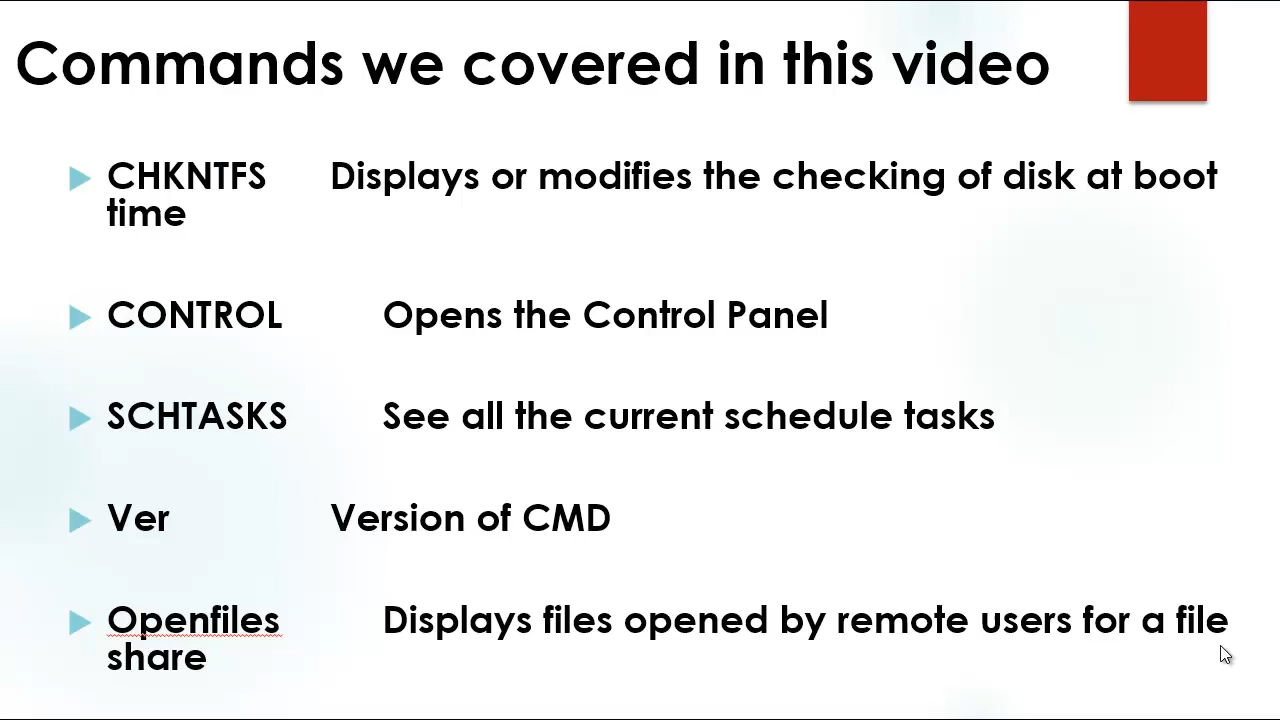 Commands we covered in this video
CHKNTFS Displays or modifies the checking of disk at boot
time
CONTROL Opens the Control Panel
SCHTASKS See all the current schedule tasks
Ver Version of CMD
Openfiles Displays files opened by remote users for a file
share